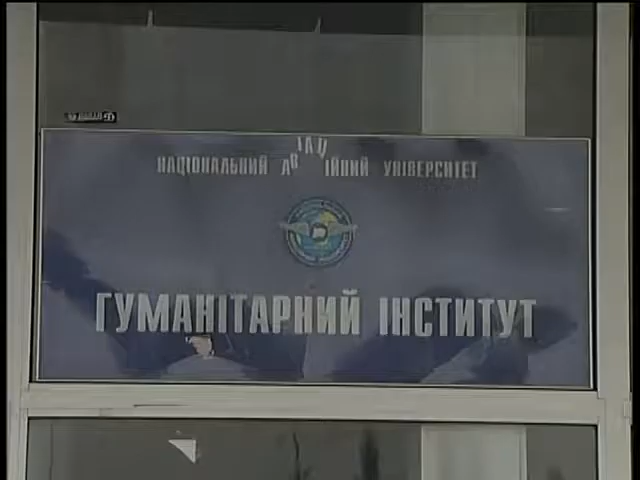 НАЦІОНАЛЬНИЙ АВІАЦІЙНИЙ УНІВЕРСИТЕТ
ГУМАНІТАРНИЙ ІНСТИТУТ